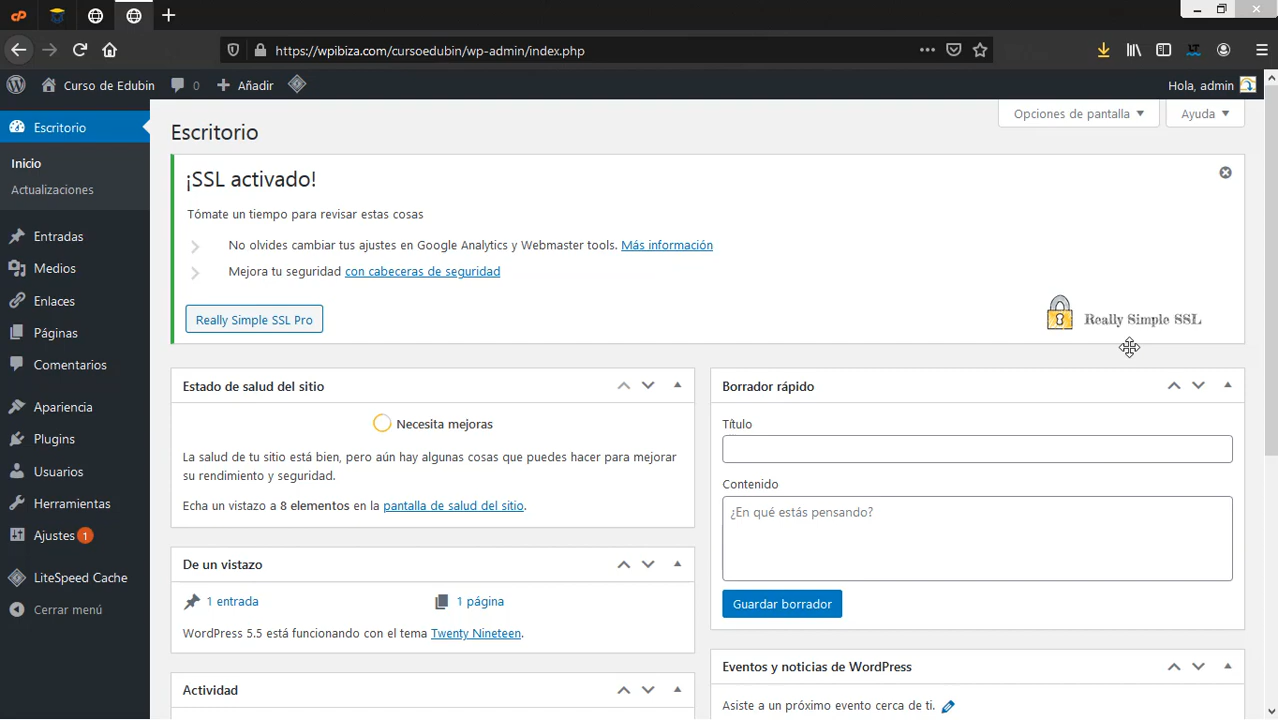 https://wpibiza.com/cursoedubin/wp-admin/index.php
Curso de Edubin
0
Añadir
Hola, admin
Escritorio
Inicio
Actualizaciones
Entradas
Medios
Enlaces
Páginas
Comentarios
Apariencia
Plugins
Usuarios
Herramientas
Ajustes 1
LiteSpeed Cache
Cerrar menú
Opciones de pantalla
Ayuda
Escritorio
¡SSL activado!
Tómate un tiempo para revisar estas cosas
No olvides cambiar tus ajustes en Google Analytics y Webmaster tools. Más información
Mejora tu seguridad con cabeceras de seguridad
Really Simple SSL Pro
Really Simple SSL
Estado de salud del sitio
Necesita mejoras
La salud de tu sitio está bien, pero aún hay algunas cosas que puedes hacer para mejorar
su rendimiento y seguridad.
Echa un vistazo a 8 elementos en la pantalla de salud del sitio.
De un vistazo
1 entrada
1 página
WordPress 5.5 está funcionando con el tema Twenty Nineteen.
Actividad
Borrador rápido
Título
Contenido
¿En qué estás pensando?
Guardar borrador
Eventos y noticias de WordPress
Asiste a un próximo evento cerca de ti.